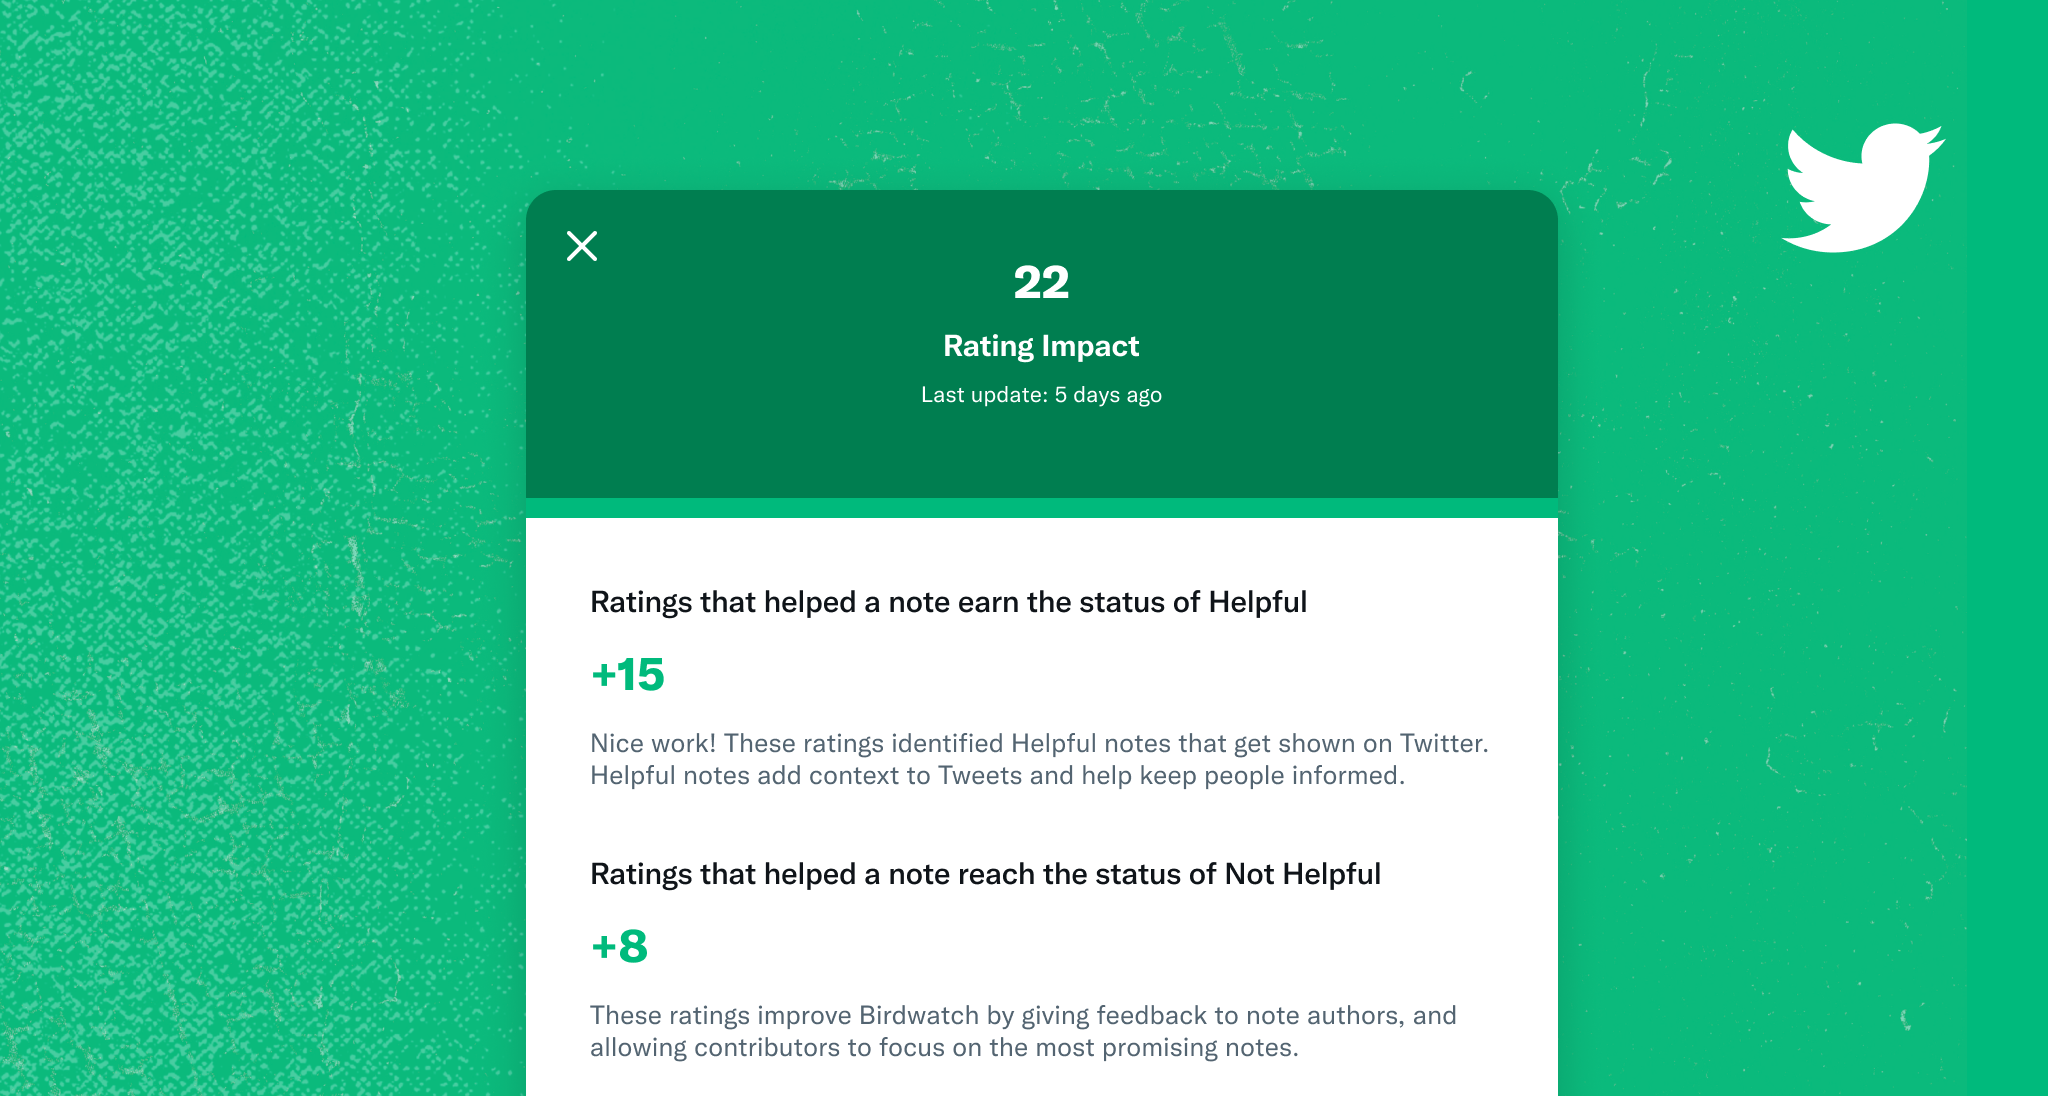 22
Rating Impact
Last update: 5 days ago
Ratings that helped a note earn the status of Helpful
+15
Nice work! These ratings identified Helpful notes that get shown on Twitter.
Helpful notes add context to Tweets and help keep people informed.
Ratings that helped a note reach the status of Not Helpful
+8
These ratings improve Birdwatch by giving feedback to note authors, and
allowing contributors to focus on the most promising notes.